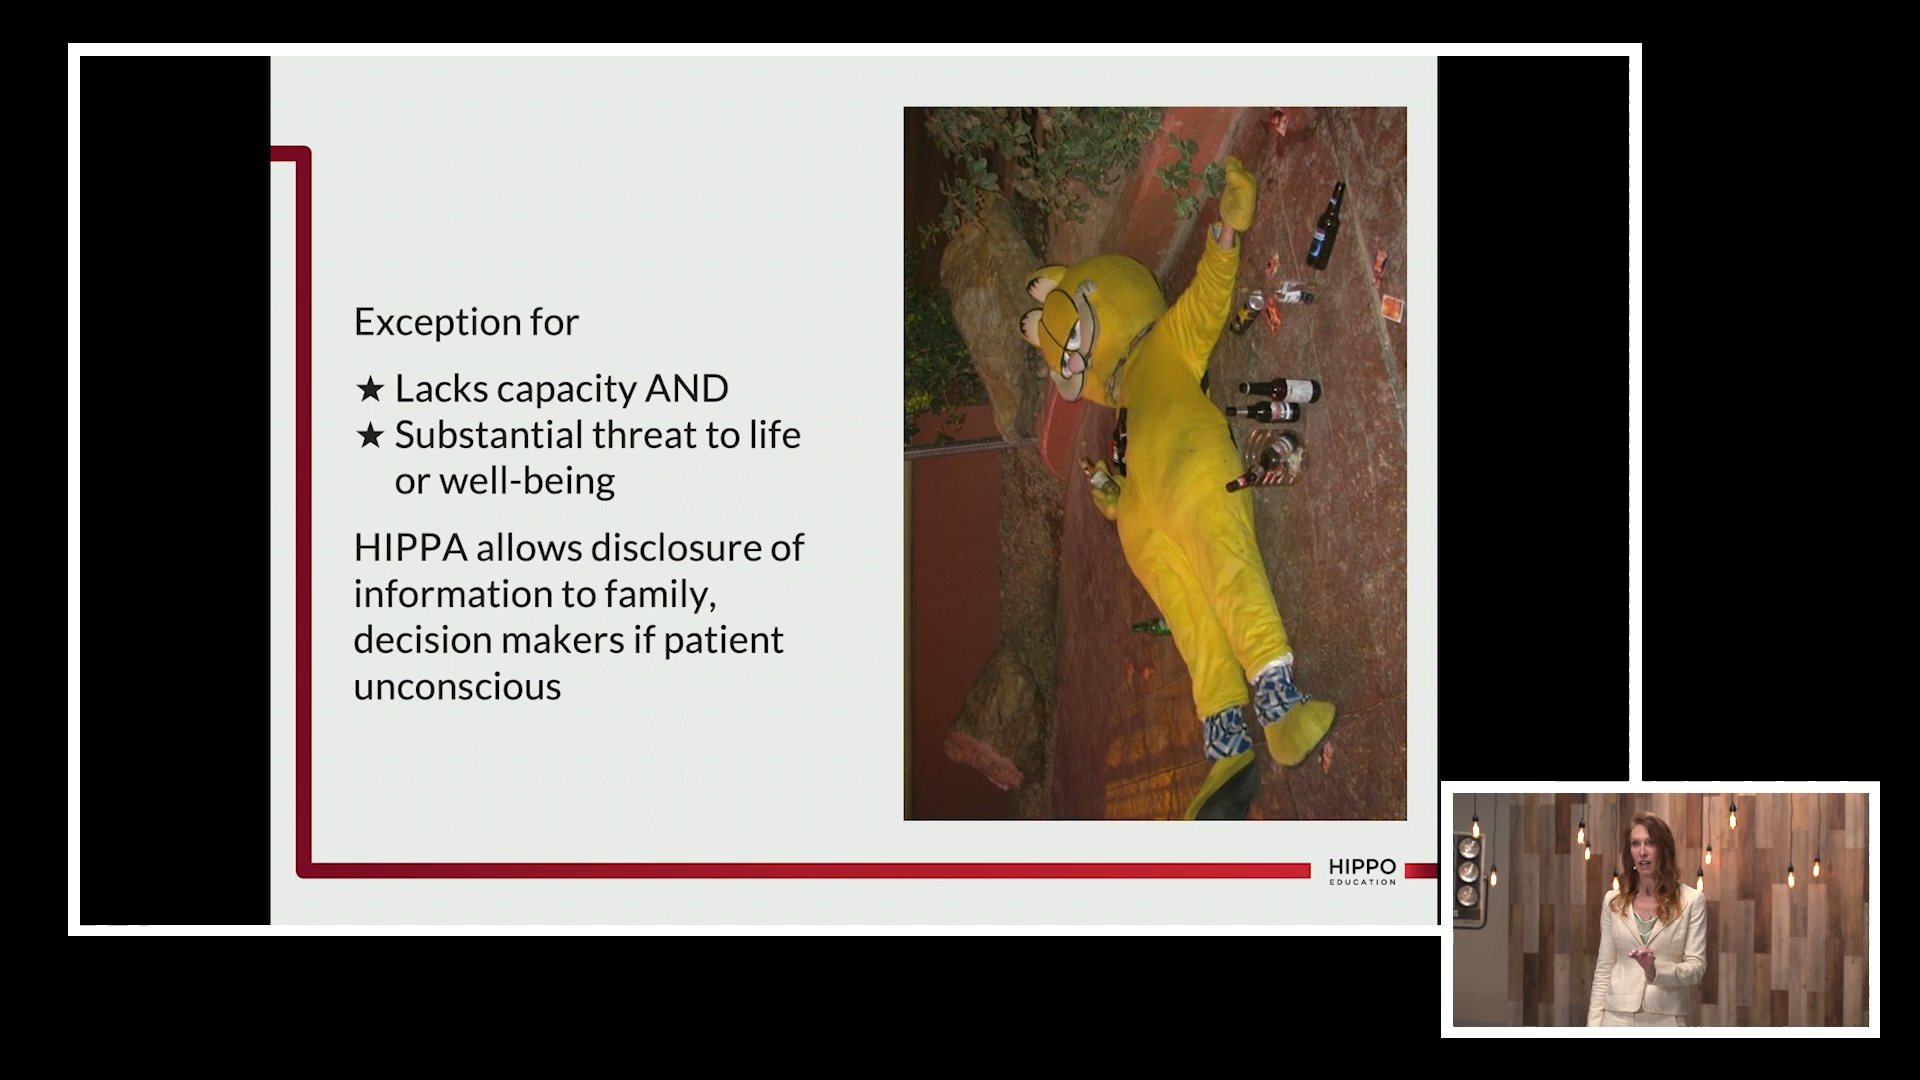 Exception for
★ Lacks capacity AND
★ Substantial threat to life
or well-being
HIPPA allows disclosure of
information to family,
decision makers if patient
unconscious
HIPPO
EDUCATION